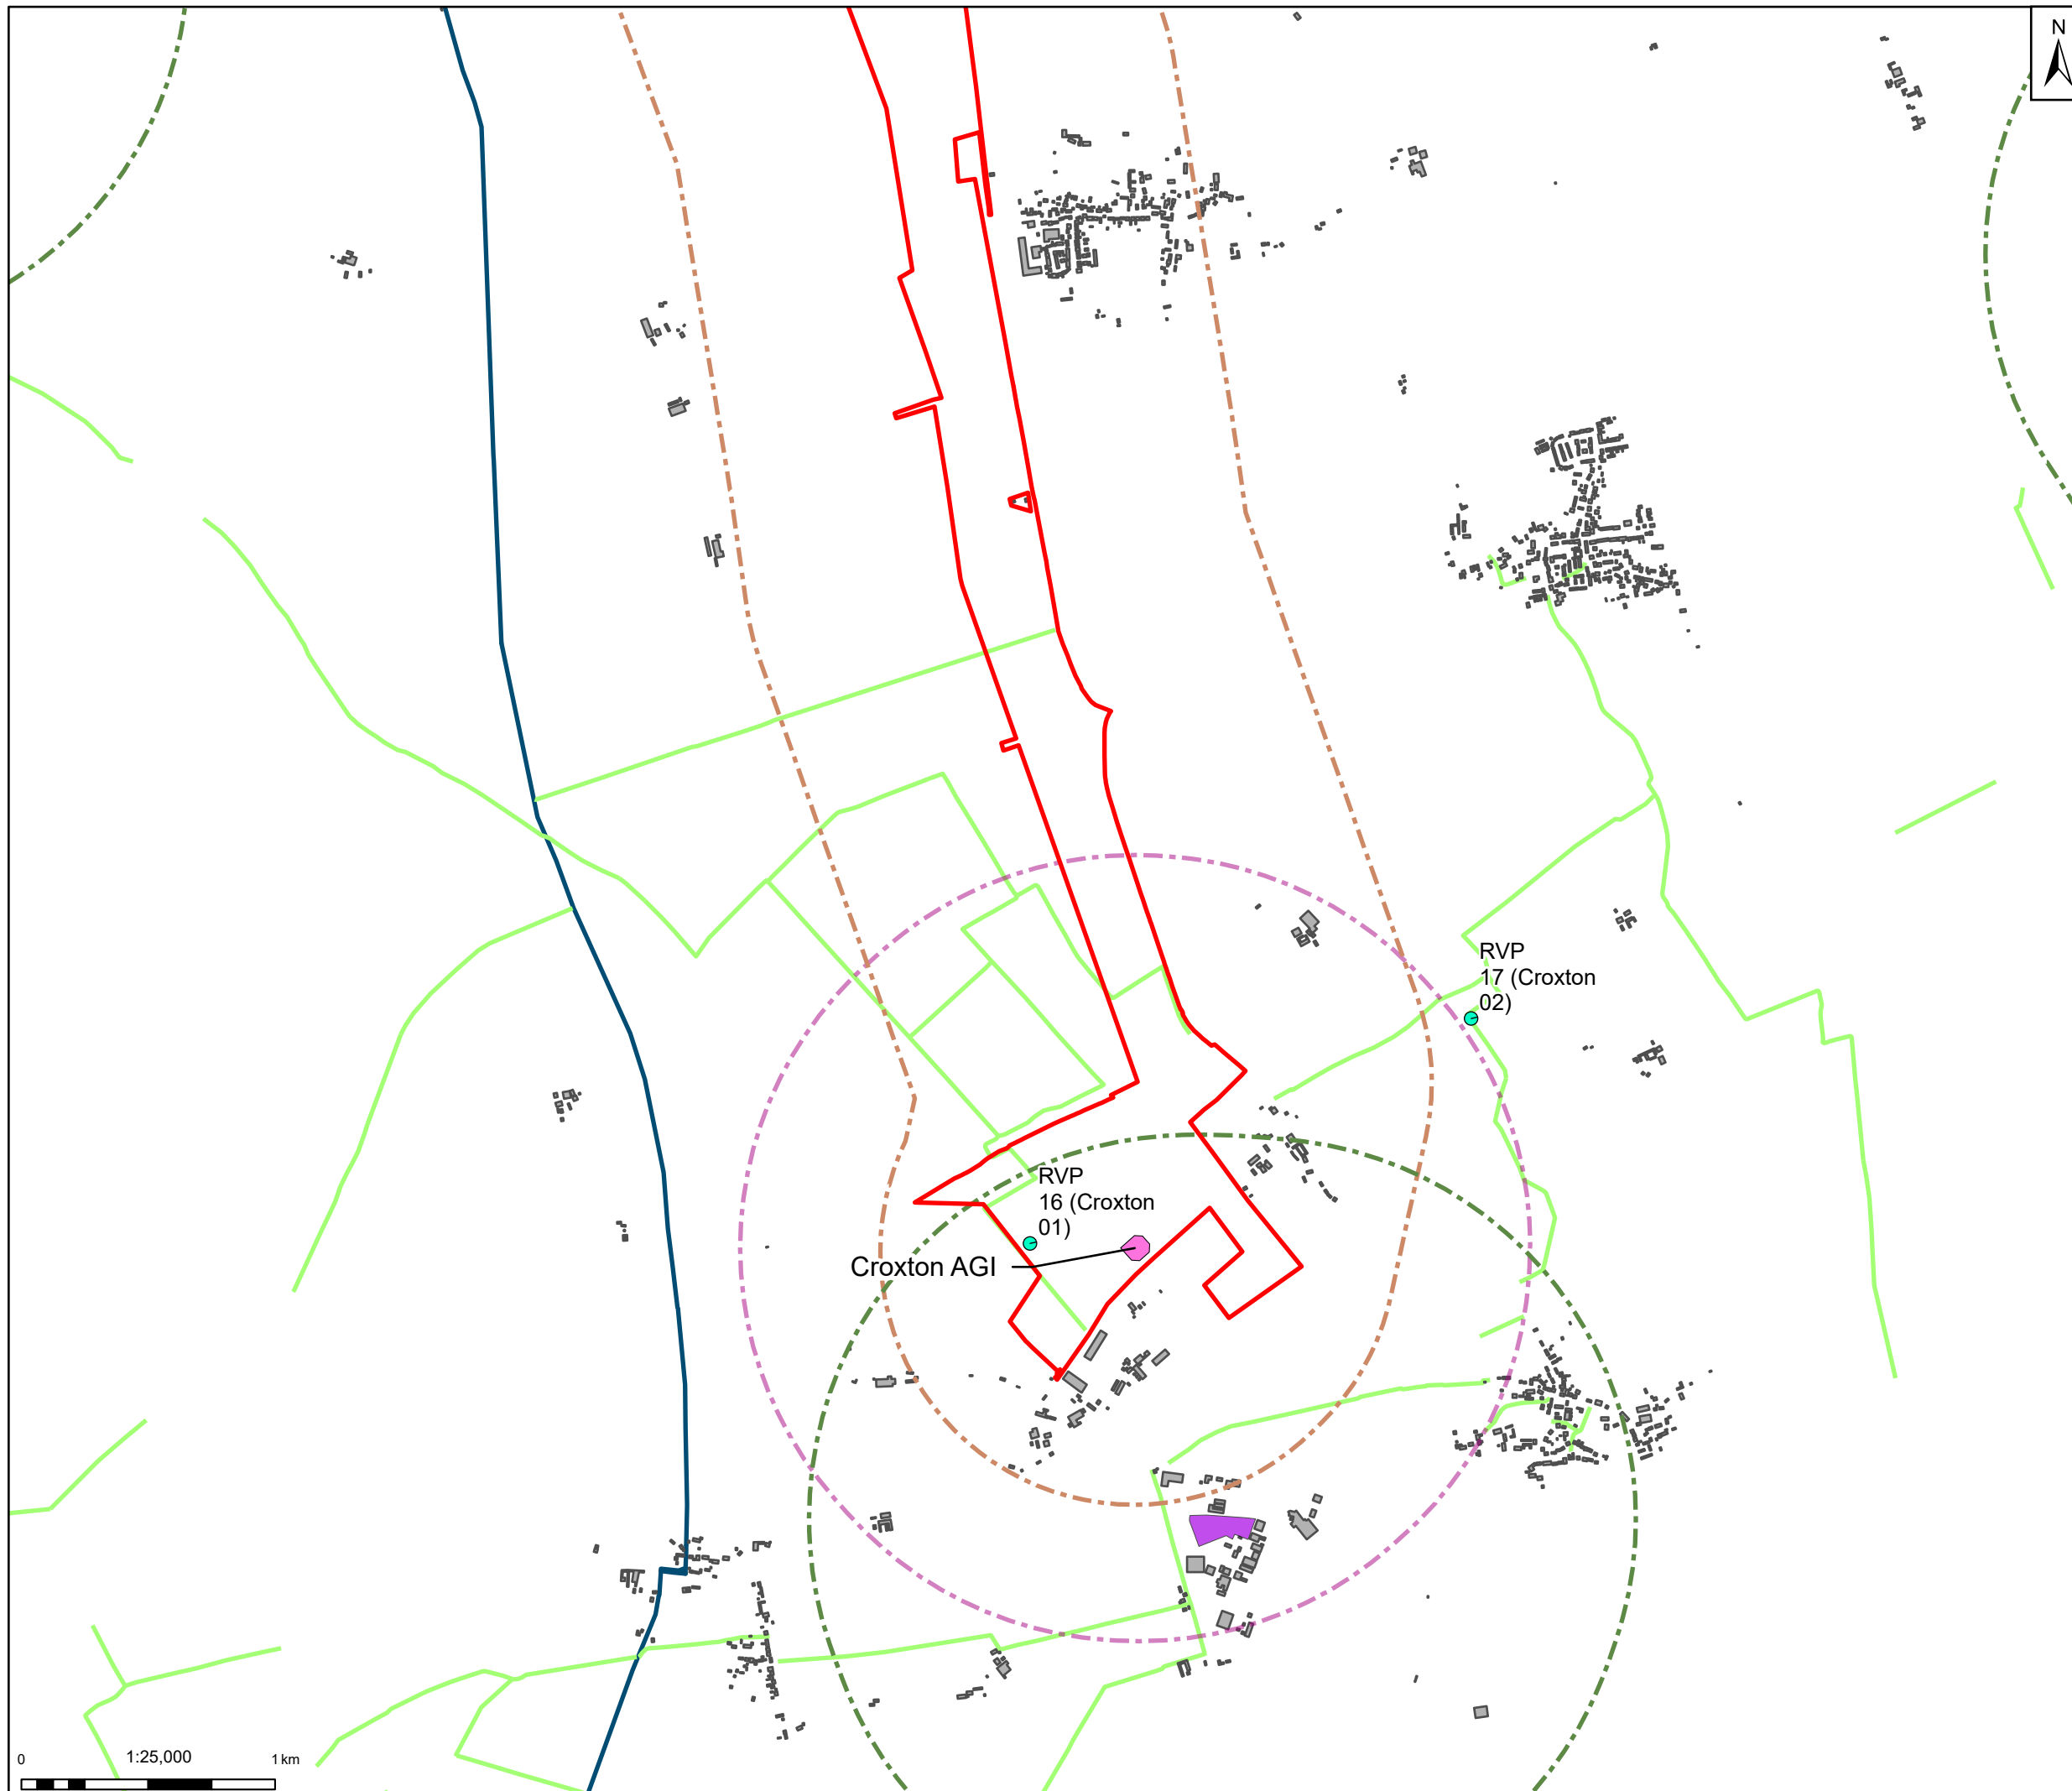 N
RVP
17 (Croxton
02)
RVP
16 (Croxton
01)
Croxton AGI
0
1:25,000
1 km